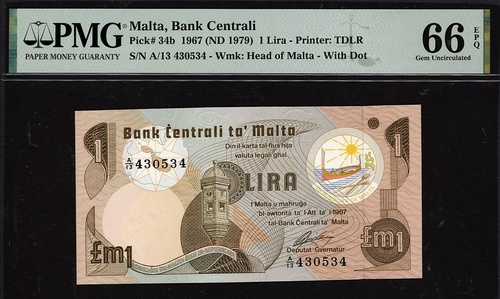 PMG
PAPER MONEY GUARANTY
Malta, Bank Centrali
Pick# 34b 1967 (ND 1979) 1 Lira - Printer: TDLR
S/N A/13 430534 - Wmk: Head of Malta - With Dot
66 EPQ
Gem Uncirculated
Bank Ċentrali ta' Malta
Din il-karta tal-flus hija
valuta legali għal
1
1
A/13 430534
LIRA
f'Malta u maħruġa
bl-awtorità ta' l-Att. ta' l-1967
tal-Bank Ċentrali ta' Malta
Deputat Gvernatur
£m1
£m1
A/13 430534